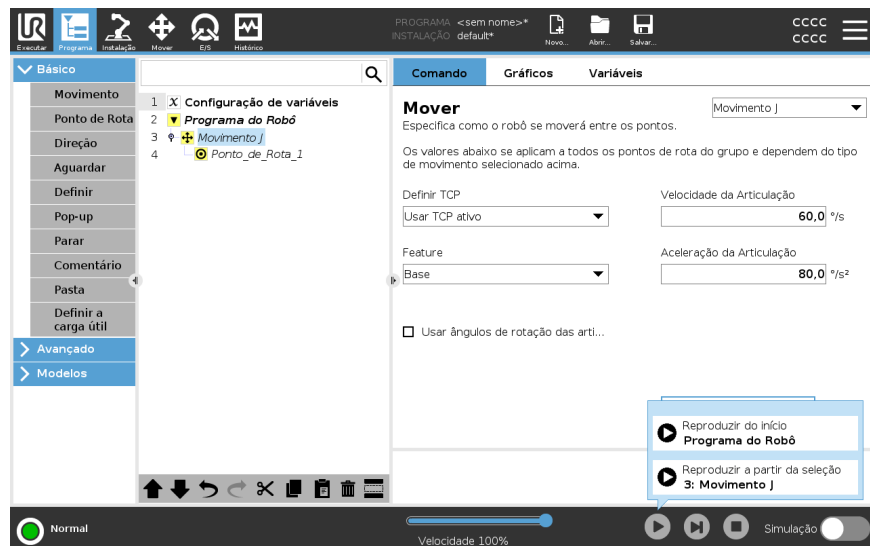 UR
Executar
Programa
Instalação
Mover
E/S
Histórico
PROGRAMA <sem nome>*
INSTALAÇÃO default*
Novo...
Abrir...
Salvar...
cccc
cccc
Básico
Movimento
Ponto de Rota
Direção
Aguardar
Definir
Pop-up
Parar
Comentário
Pasta
Definir a
carga útil
Avançado
Modelos
1 X Configuração de variáveis
2 Programa do Robô
3 Movimento J
4 Ponto_de_Rota_1
Comando Gráficos Variáveis
Mover
Movimento J
Especifica como o robô se moverá entre os pontos.
Os valores abaixo se aplicam a todos os pontos de rota do grupo e dependem do tipo
de movimento selecionado acima.
Definir TCP
Usar TCP ativo
Velocidade da Articulação
60,0 °/s
Feature
Base
Aceleração da Articulação
80,0 °/s²
Usar ângulos de rotação das arti...
Reproduzir do início
Programa do Robô
Reproduzir a partir da seleção
3: Movimento J
Normal
Velocidade 100%
Simulação